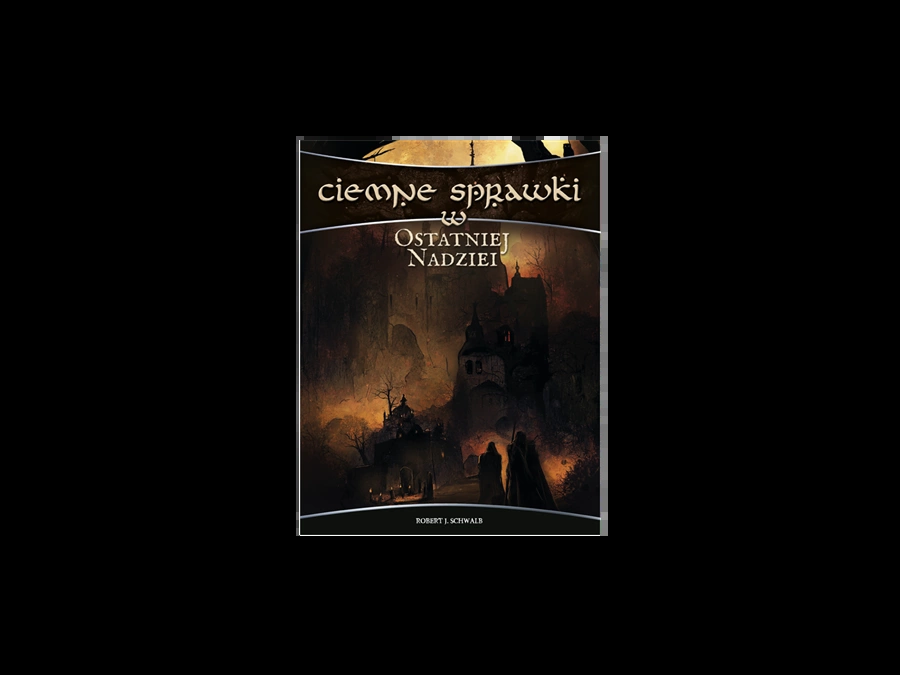 Ciemne Sprawki
w
Ostatniej
Nadziei
Robert J. Schwalb